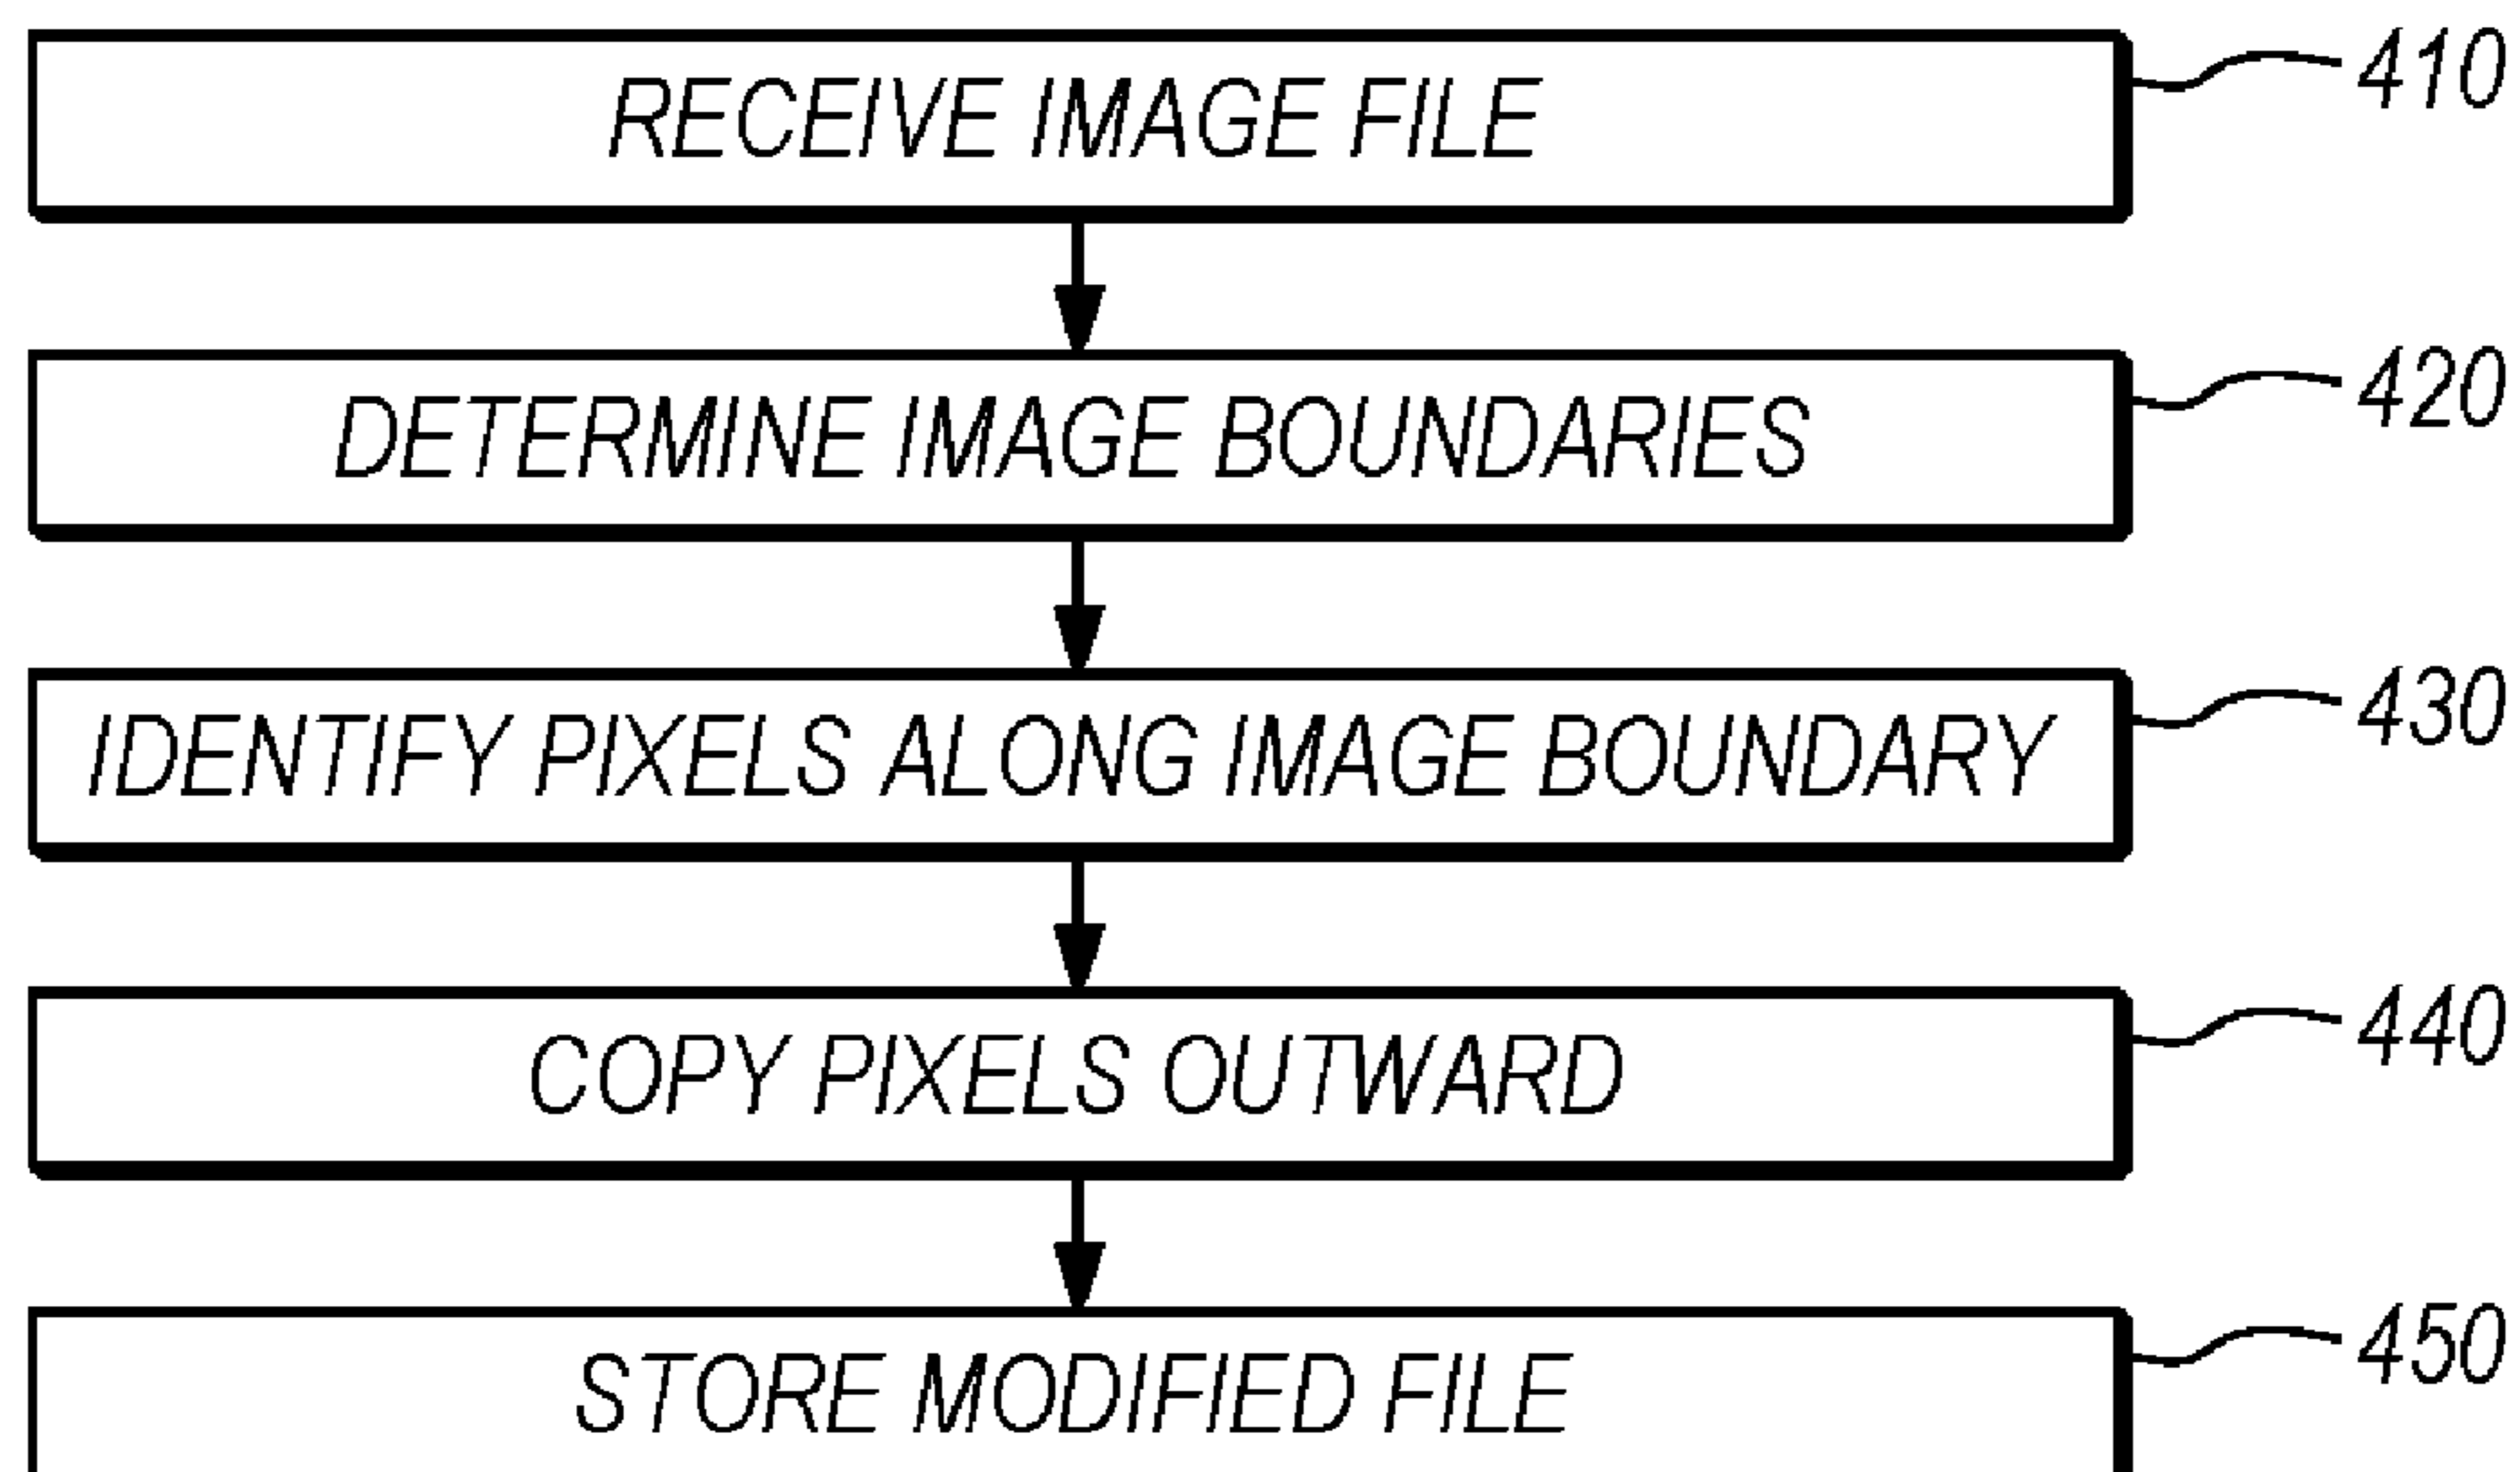 RECEIVE IMAGE FILE 410
DETERMINE IMAGE BOUNDARIES 420
IDENTIFY PIXELS ALONG IMAGE BOUNDARY 430
COPY PIXELS OUTWARD 440
STORE MODIFIED FILE 450